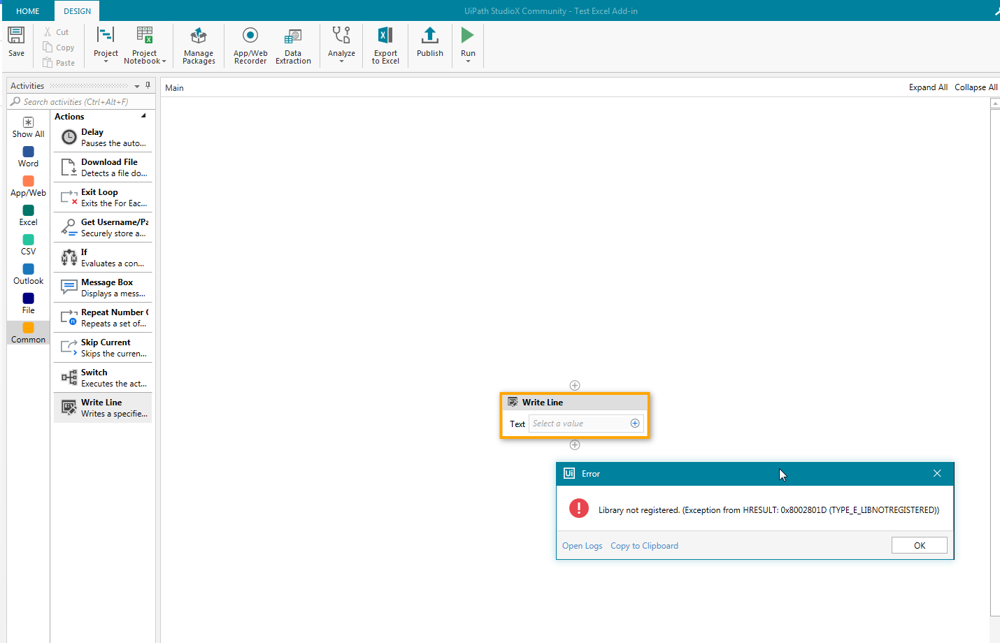 HOME
DESIGN
UiPath StudioX Community - Test Excel Add-in
Save
Cut
Copy
Paste
Project
Project
Notebook
Manage
Packages
App/Web
Recorder
Data
Extraction
Analyze
Export
to Excel
Publish
Run
Activities
Search activities (Ctrl+Alt+F)
Show All
Word
App/Web
Excel
CSV
Outlook
File
Common
Actions
Delay
Pauses the auto...
Download File
Detects a file do...
Exit Loop
Exits the For Eac...
Get Username/Pa
Securely store a...
If
Evaluates a con...
Message Box
Displays a mess...
Repeat Number
Repeats a set of...
Skip Current
Skips the curren...
Switch
Executes the act...
Write Line
Writes a specifie...
Main
Expand All Collapse All
Write Line
Text Select a value
Ui Error
Library not registered. (Exception from HRESULT: 0x8002801D (TYPE_E_LIBNOTREGISTERED))
Open Logs Copy to Clipboard
OK